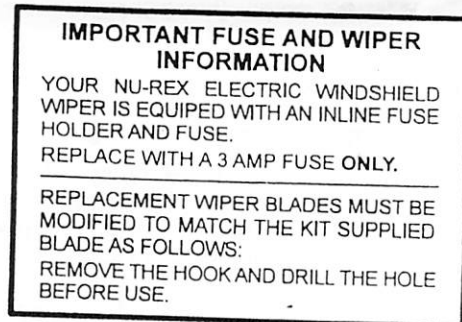 IMPORTANT FUSE AND WIPER
INFORMATION
YOUR NU-REX ELECTRIC WINDSHIELD
WIPER IS EQUIPED WITH AN INLINE FUSE
HOLDER AND FUSE.
REPLACE WITH A 3 AMP FUSE ONLY.
REPLACEMENT WIPER BLADES MUST BE
MODIFIED TO MATCH THE KIT SUPPLIED
BLADE AS FOLLOWS:
REMOVE THE HOOK AND DRILL THE HOLE
BEFORE USE.